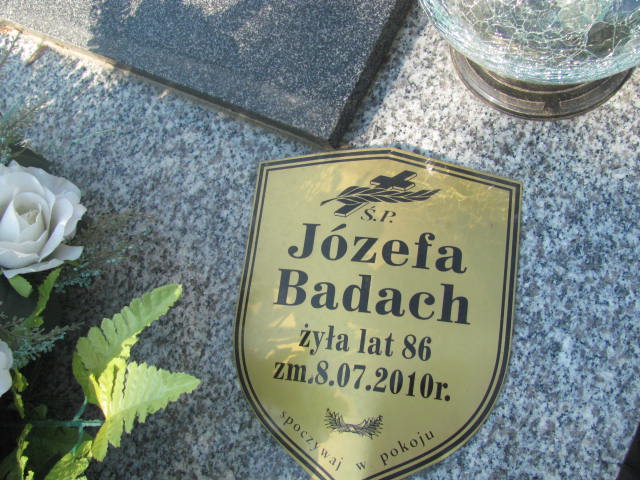 Ś.P.
Józefa
Badach
żyła lat 86
zm.8.07.2010r.
spoczywaj w pokoju